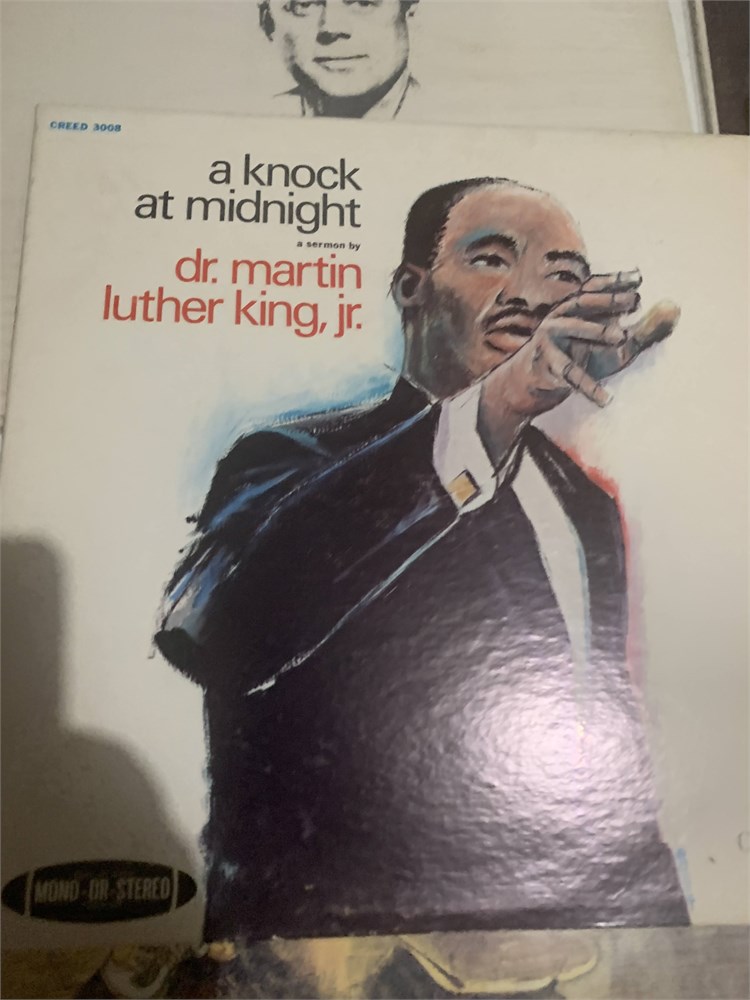 CREED 3008
a knock
at midnight
a sermon by
dr. martin
luther king, jr.
MONO-OR-STEREO